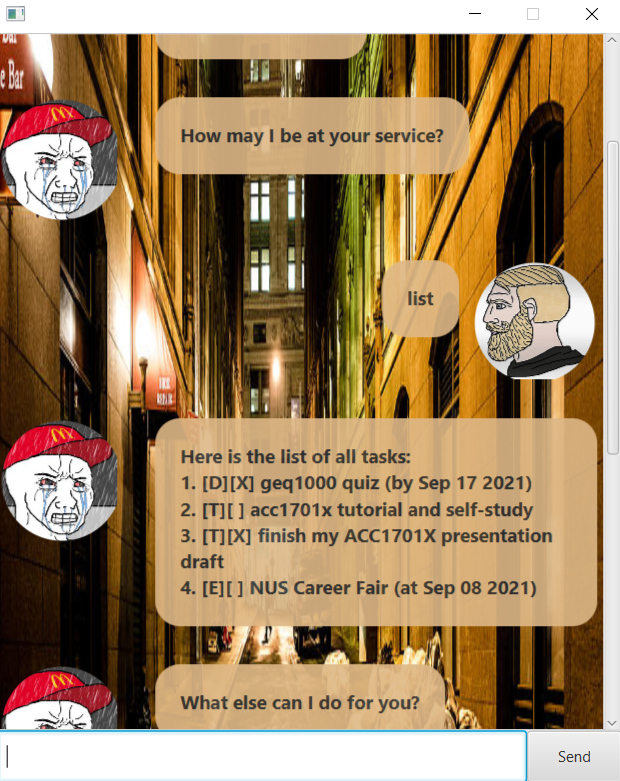 Bar
e Bar
How may I be at your service?
list
Here is the list of all tasks:
1. [D][X] geq1000 quiz (by Sep 17 2021)
2. [T][ ] acc1701x tutorial and self-study
3. [T][X] finish my ACC1701X presentation
draft
4. [E][ ] NUS Career Fair (at Sep 08 2021)
What else can I do for you?
Send